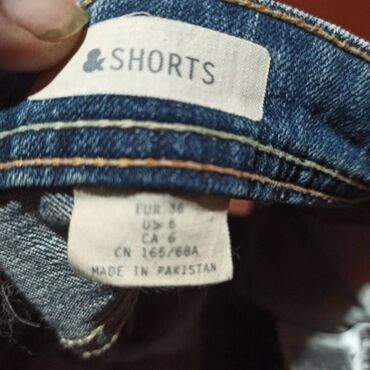 &SHORTS
EUR 36
US 6
CA 6
CN 165/68A
MADE IN PAKISTAN